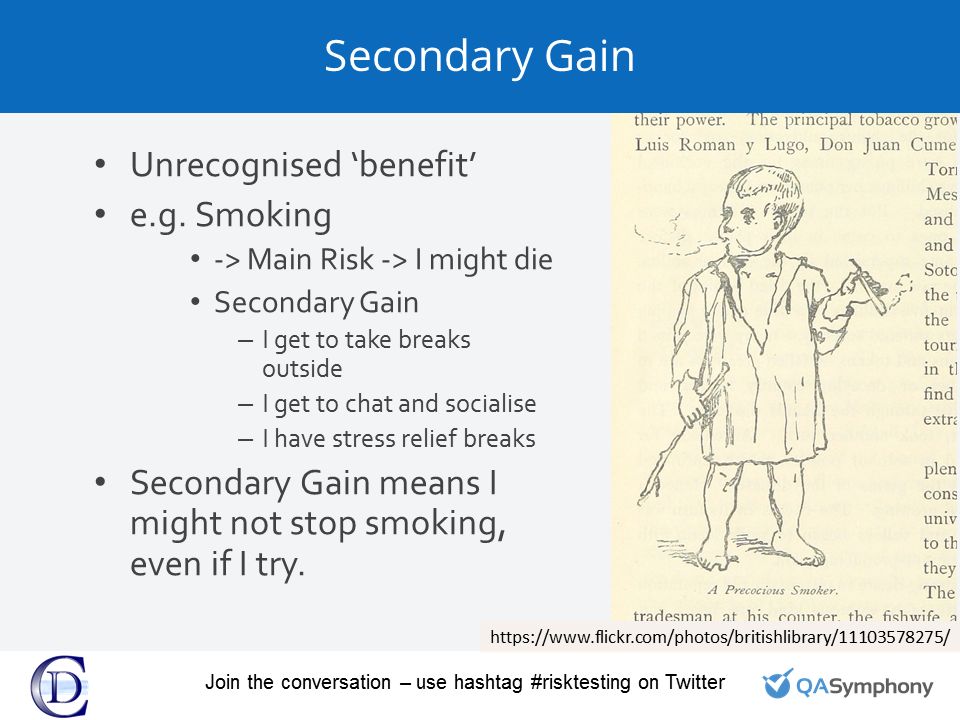 Secondary Gain
• Unrecognised ‘benefit’
• e.g. Smoking
• -> Main Risk -> I might die
• Secondary Gain
– I get to take breaks
outside
– I get to chat and socialise
– I have stress relief breaks
• Secondary Gain means I
might not stop smoking,
even if I try.
their power. The principal tobacco grow
Luis Roman y Lugo, Don Juan Cume
Torr
Mes
and
and
Soto
the
the
tour
in th
find
extra
plen
cons
univ
to th
they
The
A Precocious Smoker.
tradesman at his counter, the fishwife a
https://www.flickr.com/photos/britishlibrary/11103578275/
CD
Join the conversation – use hashtag #risktesting on Twitter
QASymphony